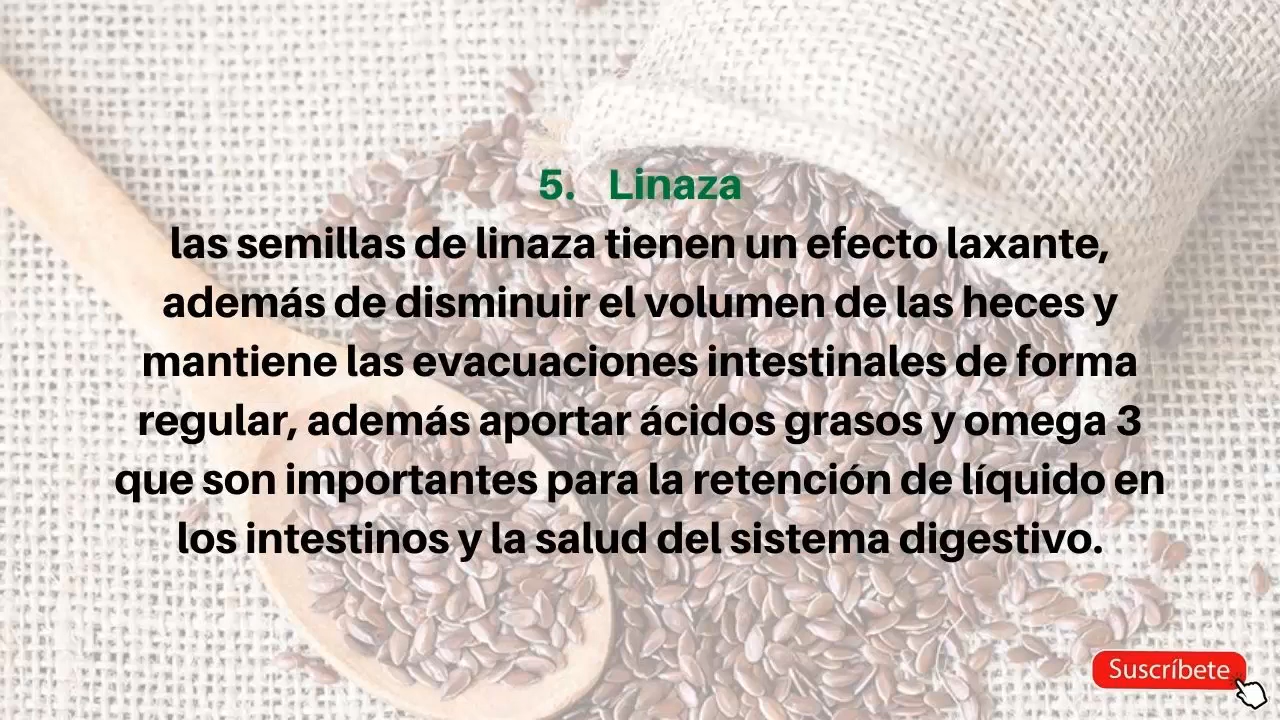 5. Linaza
las semillas de linaza tienen un efecto laxante,
además de disminuir el volumen de las heces y
mantiene las evacuaciones intestinales de forma
regular, además aportar ácidos grasos y omega 3
que son importantes para la retención de líquido en
los intestinos y la salud del sistema digestivo.
Suscríbete